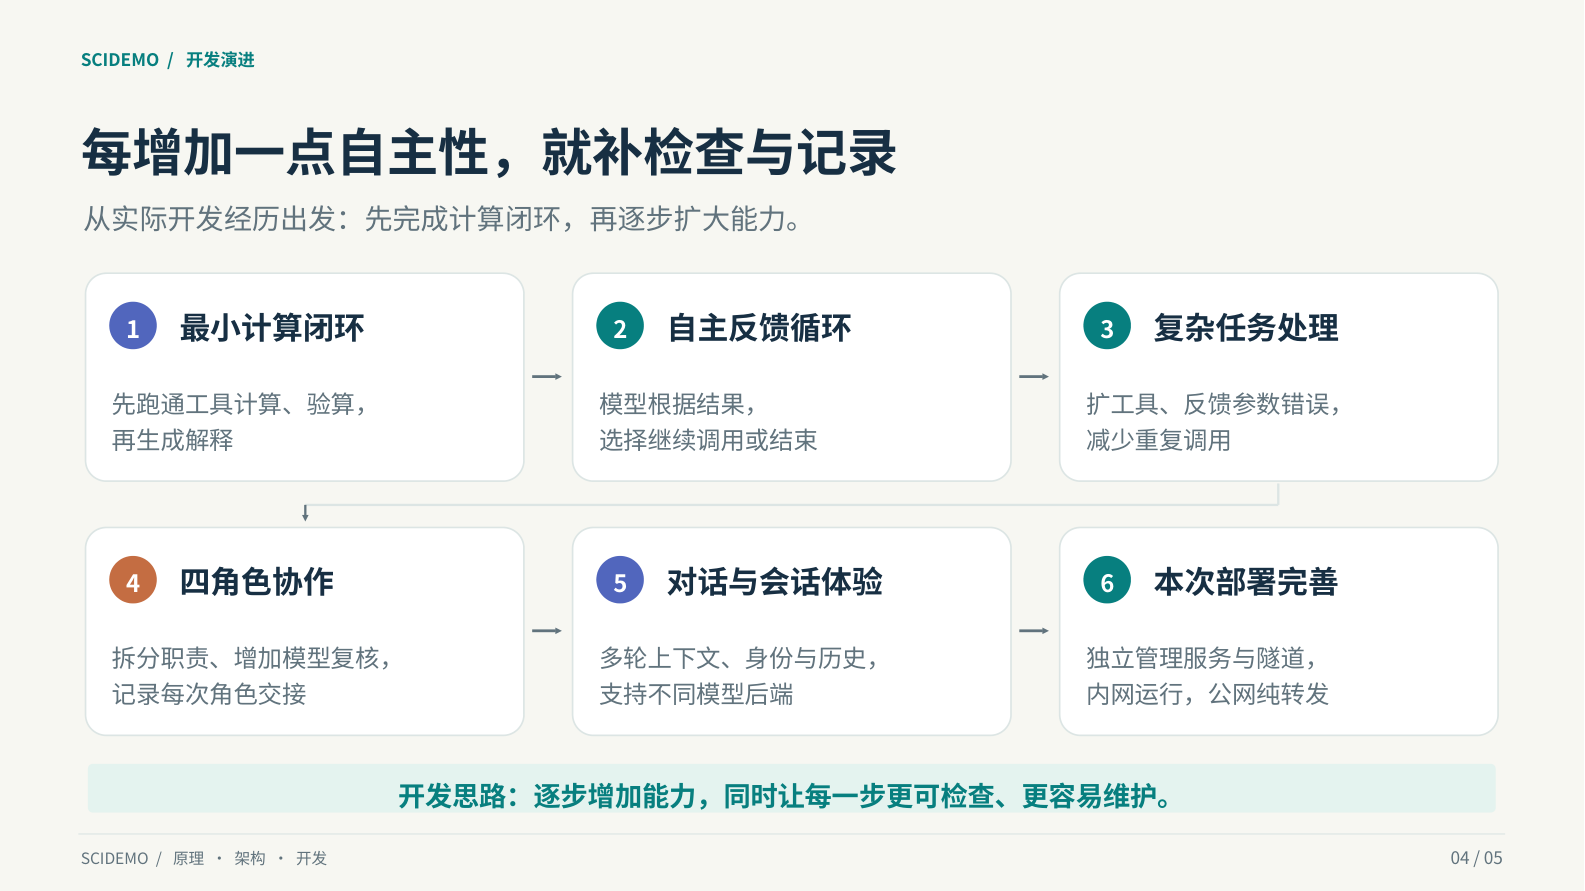 SCIDEMO / 开发演进
每增加一点自主性，就补检查与记录
从实际开发经历出发：先完成计算闭环，再逐步扩大能力。
1 最小计算闭环
先跑通工具计算、验算，
再生成解释
2 自主反馈循环
模型根据结果，
选择继续调用或结束
3 复杂任务处理
扩工具、反馈参数错误，
减少重复调用
4 四角色协作
拆分职责、增加模型复核，
记录每次角色交接
5 对话与会话体验
多轮上下文、身份与历史，
支持不同模型后端
6 本次部署完善
独立管理服务与隧道，
内网运行，公网纯转发
开发思路：逐步增加能力，同时让每一步更可检查、更容易维护。
SCIDEMO / 原理 · 架构 · 开发
04 / 05